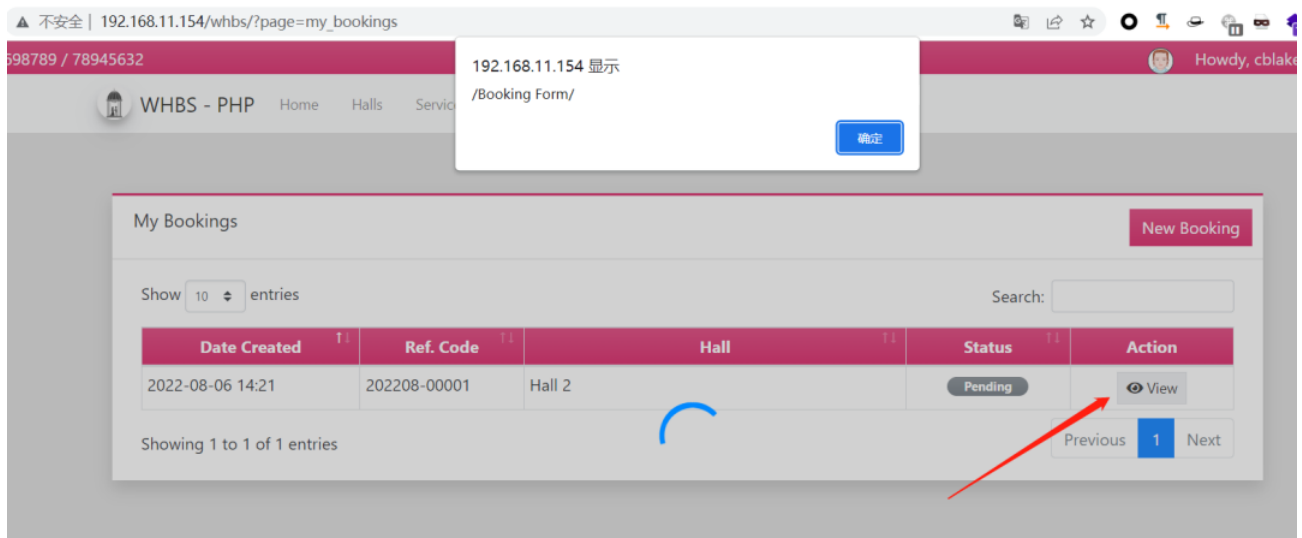 不安全 | 192.168.11.154/whbs/?page=my_bookings
598789 / 78945632
Howdy, cblake
192.168.11.154 显示
/Booking Form/
确定
WHBS - PHP Home Halls Servic
My Bookings
New Booking
Show 10 entries
Search:
Date Created Ref. Code Hall Status Action
2022-08-06 14:21 202208-00001 Hall 2 Pending View
Showing 1 to 1 of 1 entries
Previous 1 Next